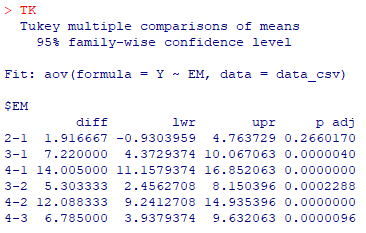 > TK
Tukey multiple comparisons of means
95% family-wise confidence level
Fit: aov(formula = Y ~ EM, data = data_csv)
$EM
diff lwr upr p adj
2-1 1.916667 -0.9303959 4.763729 0.2660170
3-1 7.220000 4.3729374 10.067063 0.0000040
4-1 14.005000 11.1579374 16.852063 0.0000000
3-2 5.303333 2.4562708 8.150396 0.0002288
4-2 12.088333 9.2412708 14.935396 0.0000000
4-3 6.785000 3.9379374 9.632063 0.0000096